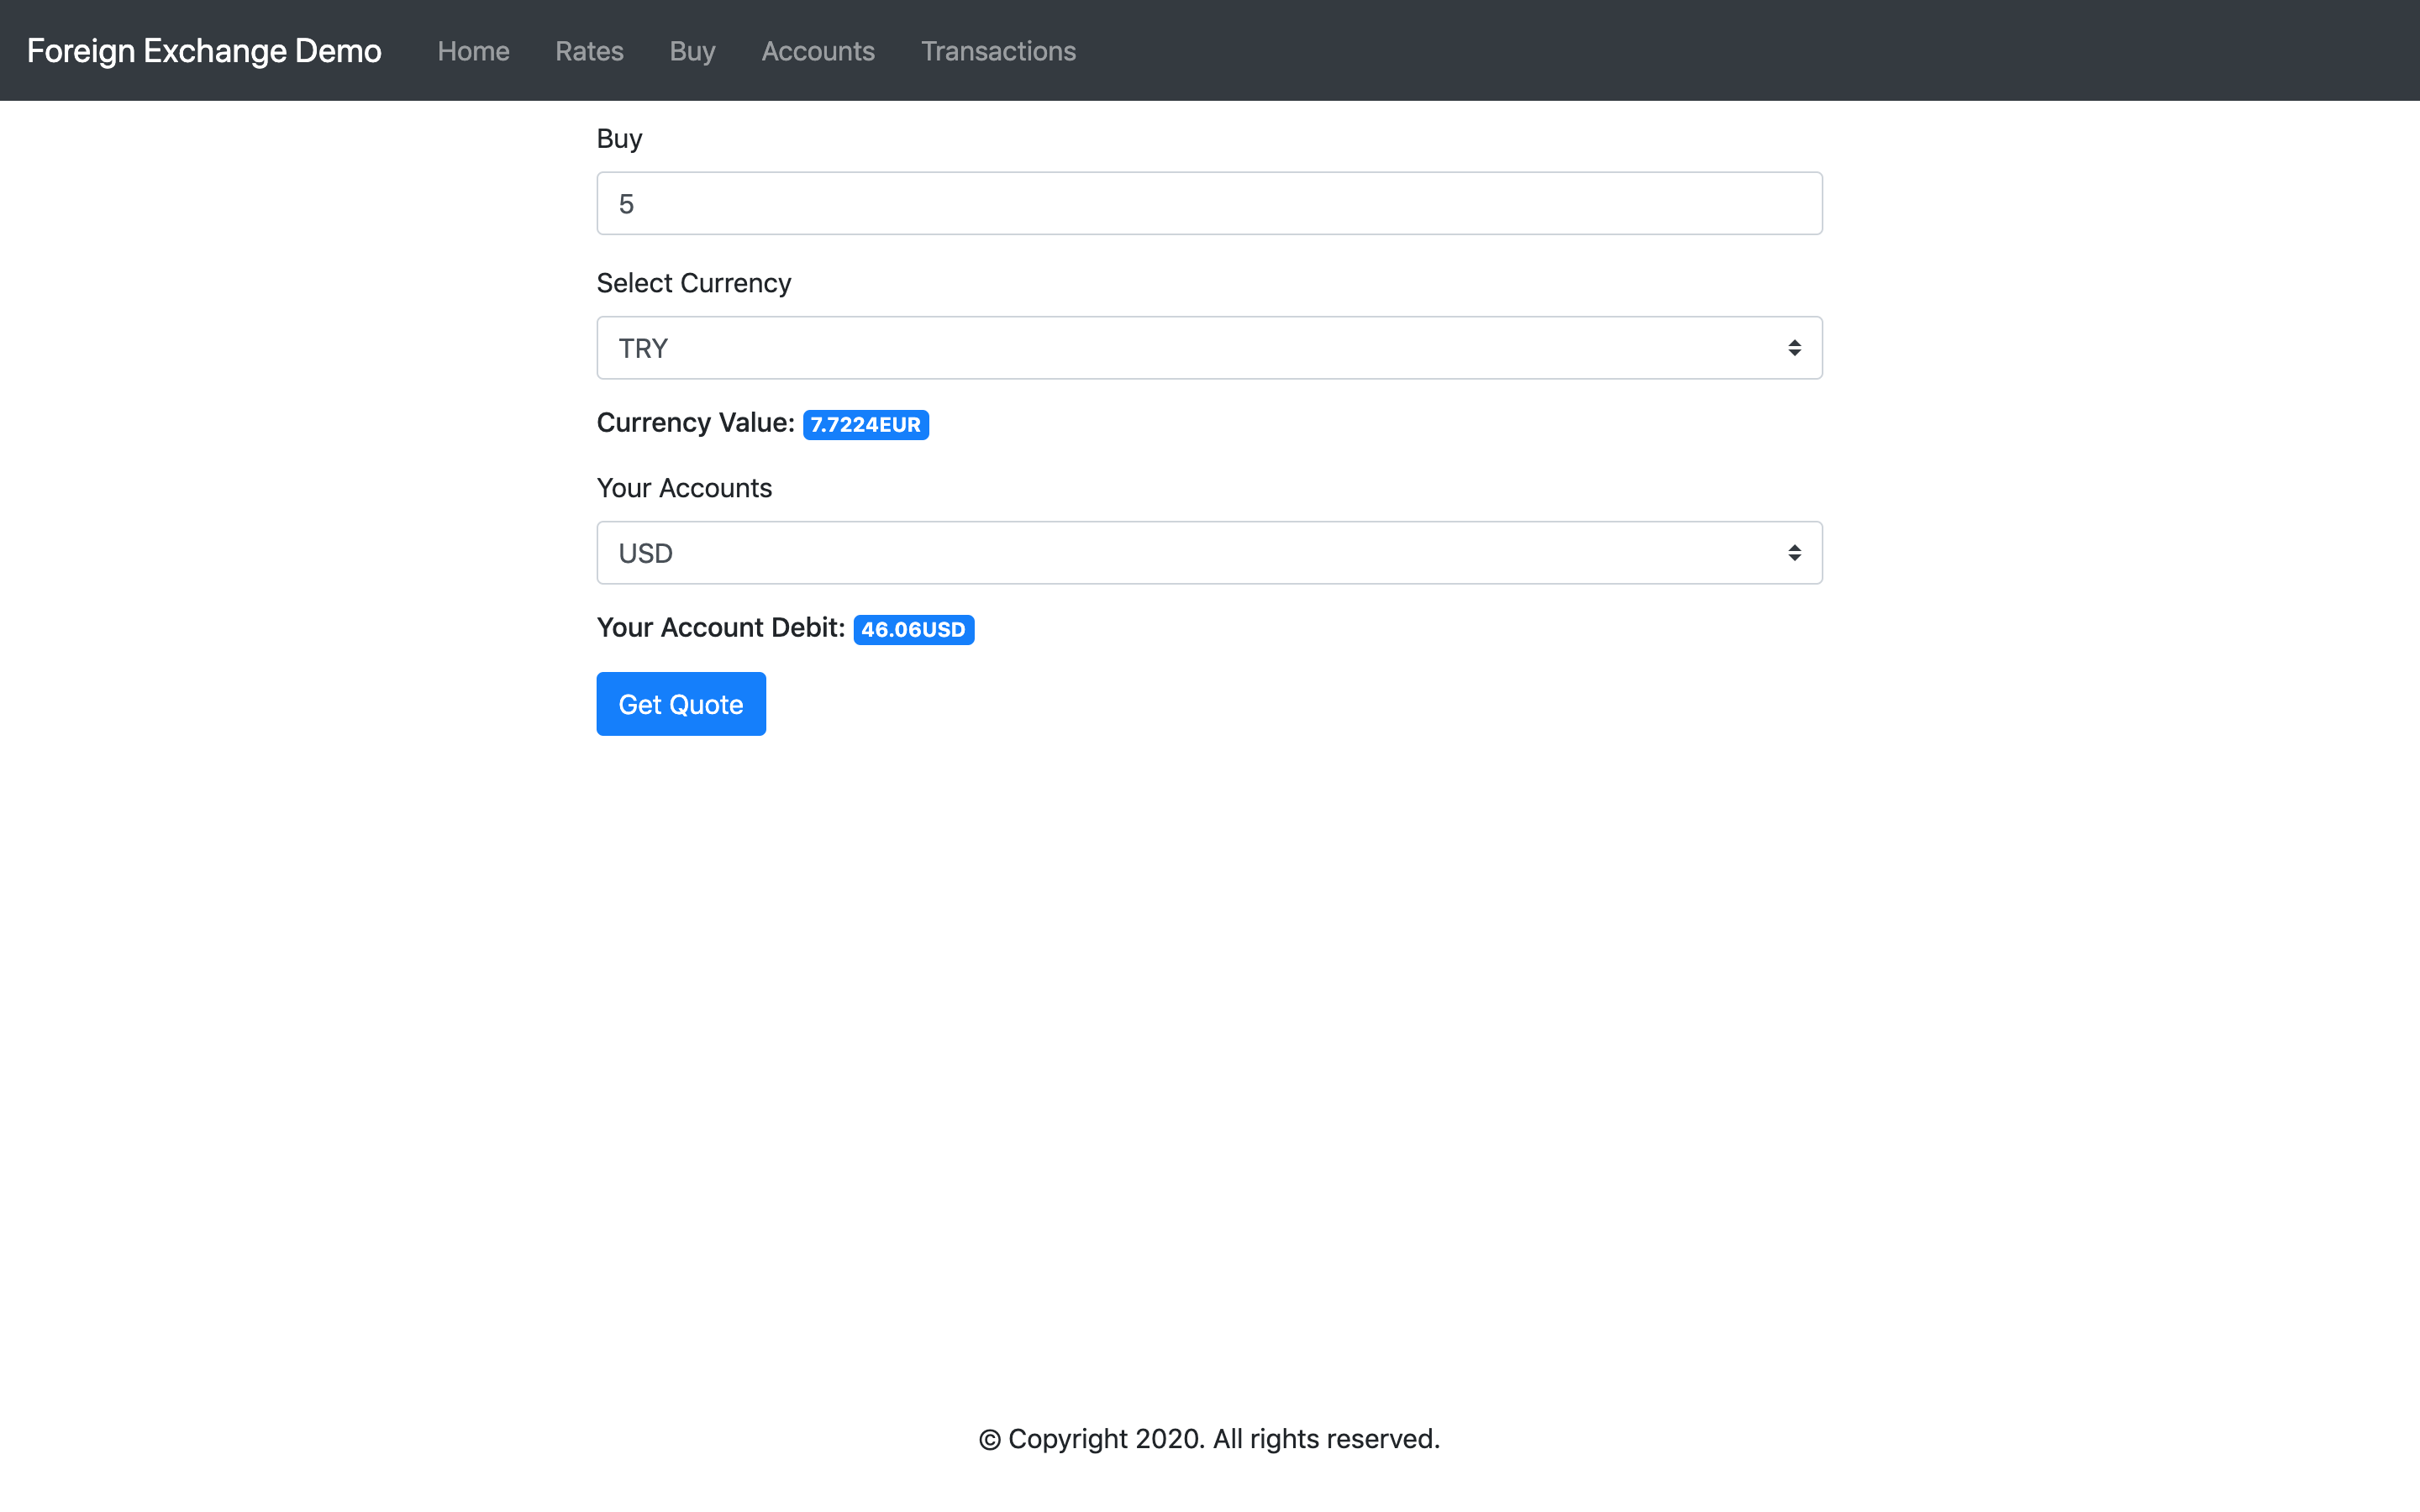 Foreign Exchange Demo Home Rates Buy Accounts Transactions
Buy
5
Select Currency
TRY
Currency Value: 7.7224EUR
Your Accounts
USD
Your Account Debit: 46.06USD
Get Quote
© Copyright 2020. All rights reserved.